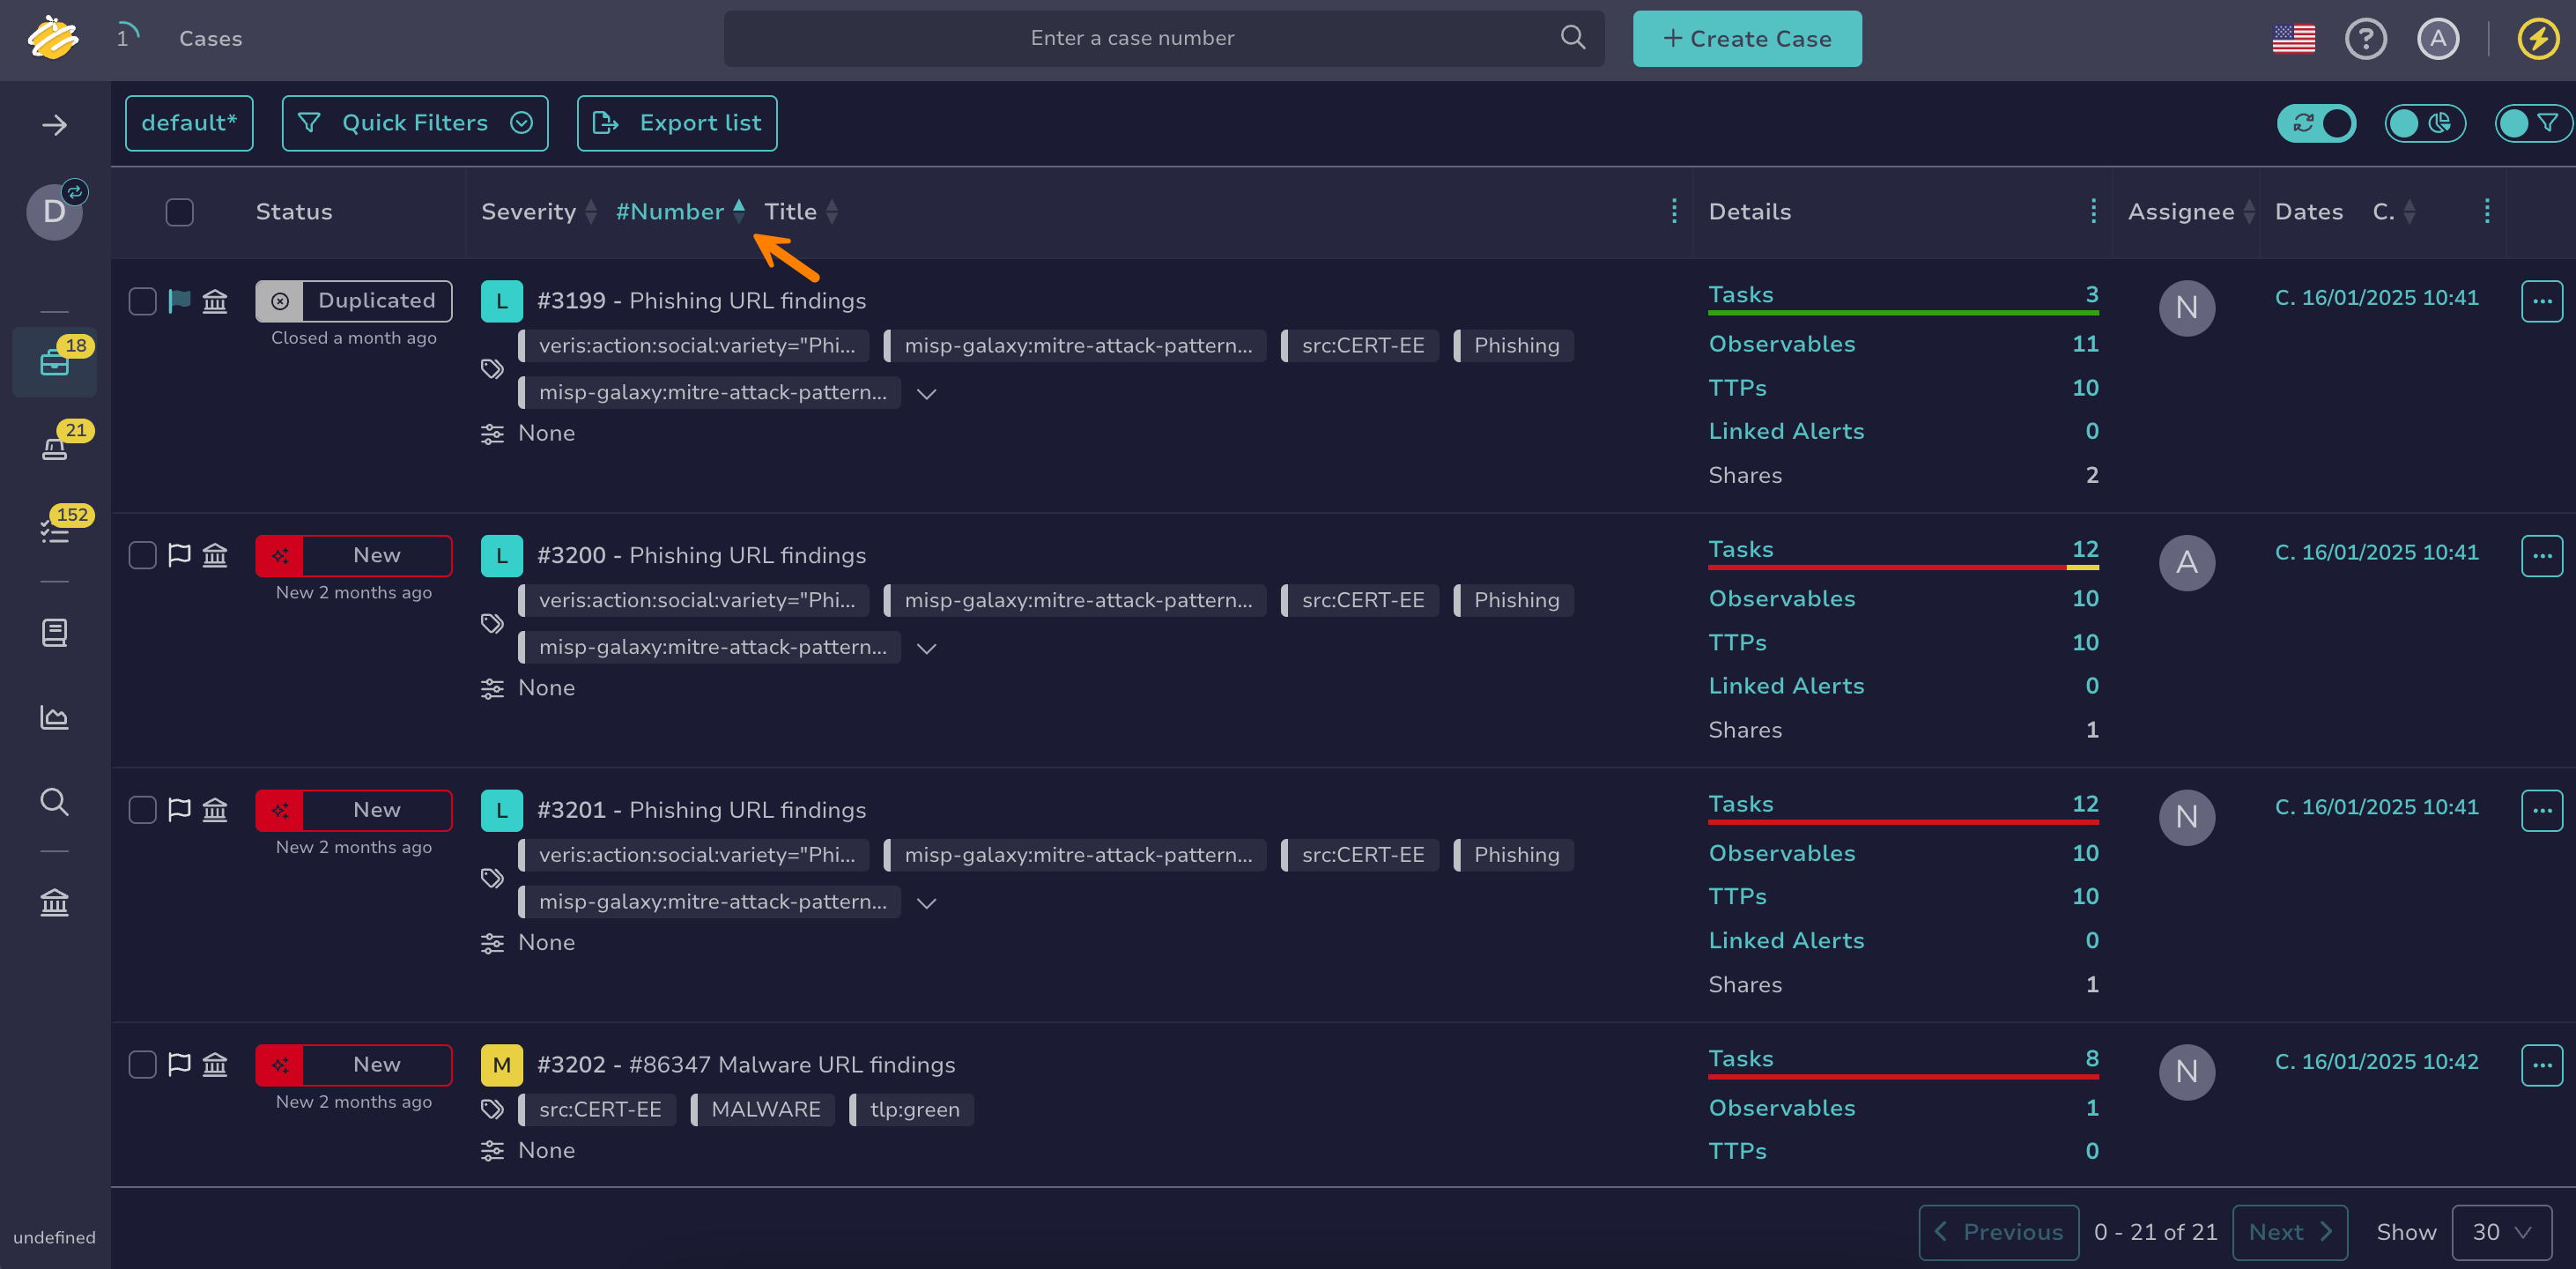 1 Cases Enter a case number + Create Case A
default* Quick Filters Export list
D
Status Severity #Number Title Details Assignee Dates C.
Duplicated L #3199 - Phishing URL findings Tasks 3 N C. 16/01/2025 10:41
Closed a month ago
18
veris:action:social:variety="Phi... misp-galaxy:mitre-attack-pattern... src:CERT-EE Phishing Observables 11
misp-galaxy:mitre-attack-pattern... TTPs 10
21
None Linked Alerts 0
Shares 2
152
New L #3200 - Phishing URL findings Tasks 12 A C. 16/01/2025 10:41
New 2 months ago
veris:action:social:variety="Phi... misp-galaxy:mitre-attack-pattern... src:CERT-EE Phishing Observables 10
misp-galaxy:mitre-attack-pattern... TTPs 10
None Linked Alerts 0
Shares 1
New L #3201 - Phishing URL findings Tasks 12 N C. 16/01/2025 10:41
New 2 months ago
veris:action:social:variety="Phi... misp-galaxy:mitre-attack-pattern... src:CERT-EE Phishing Observables 10
misp-galaxy:mitre-attack-pattern... TTPs 10
None Linked Alerts 0
Shares 1
New M #3202 - #86347 Malware URL findings Tasks 8 N C. 16/01/2025 10:42
New 2 months ago
src:CERT-EE MALWARE tlp:green Observables 1
None TTPs 0
undefined Previous 0 - 21 of 21 Next Show 30